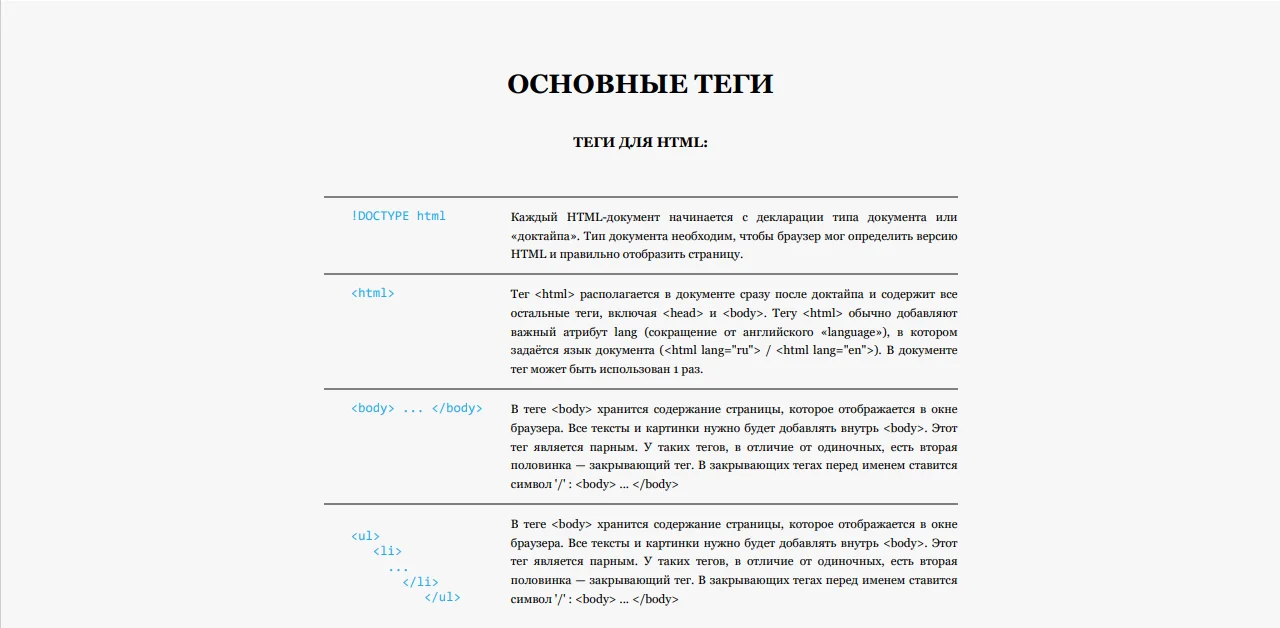 ОСНОВНЫЕ ТЕГИ
ТЕГИ ДЛЯ HTML:
!DOCTYPE html
Каждый HTML-документ начинается с декларации типа документа или
«доктайпа». Тип документа необходим, чтобы браузер мог определить версию
HTML и правильно отобразить страницу.
<html>
Тег <html> располагается в документе сразу после доктайпа и содержит все
остальные теги, включая <head> и <body>. Тегу <html> обычно добавляют
важный атрибут lang (сокращение от английского «language»), в котором
задаётся язык документа (<html lang="ru"> / <html lang="en">). В документе
тег может быть использован 1 раз.
<body> ... </body>
В теге <body> хранится содержание страницы, которое отображается в окне
браузера. Все тексты и картинки нужно будет добавлять внутрь <body>. Этот
тег является парным. У таких тегов, в отличие от одиночных, есть вторая
половинка — закрывающий тег. В закрывающих тегах перед именем ставится
символ '/' : <body> ... </body>
<ul>
<li>
...
</li>
</ul>
В теге <body> хранится содержание страницы, которое отображается в окне
браузера. Все тексты и картинки нужно будет добавлять внутрь <body>. Этот
тег является парным. У таких тегов, в отличие от одиночных, есть вторая
половинка — закрывающий тег. В закрывающих тегах перед именем ставится
символ '/' : <body> ... </body>